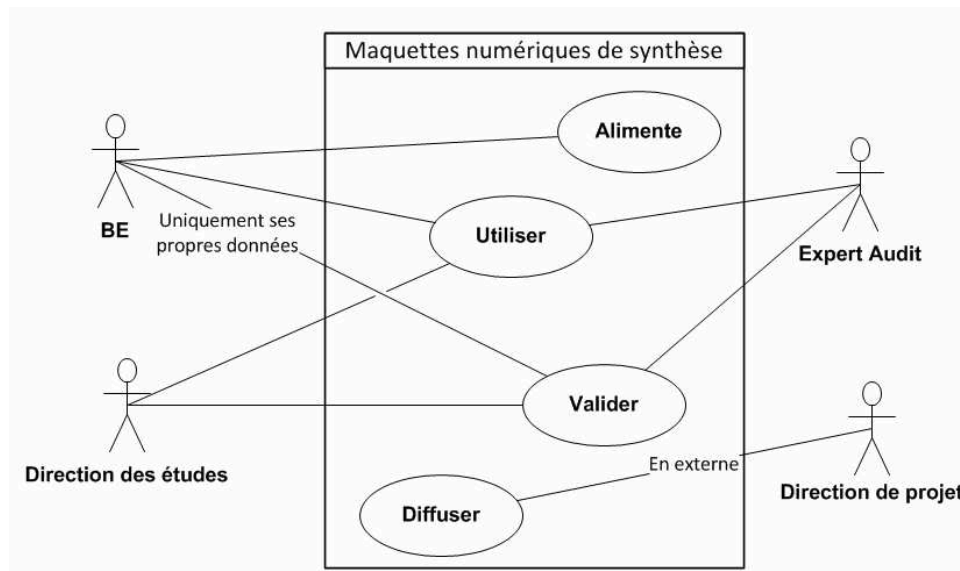 Maquettes numériques de synthèse
Alimente
BE
Uniquement ses
propres données
Utiliser
Expert Audit
Valider
Direction des études
En externe
Direction de projet
Diffuser